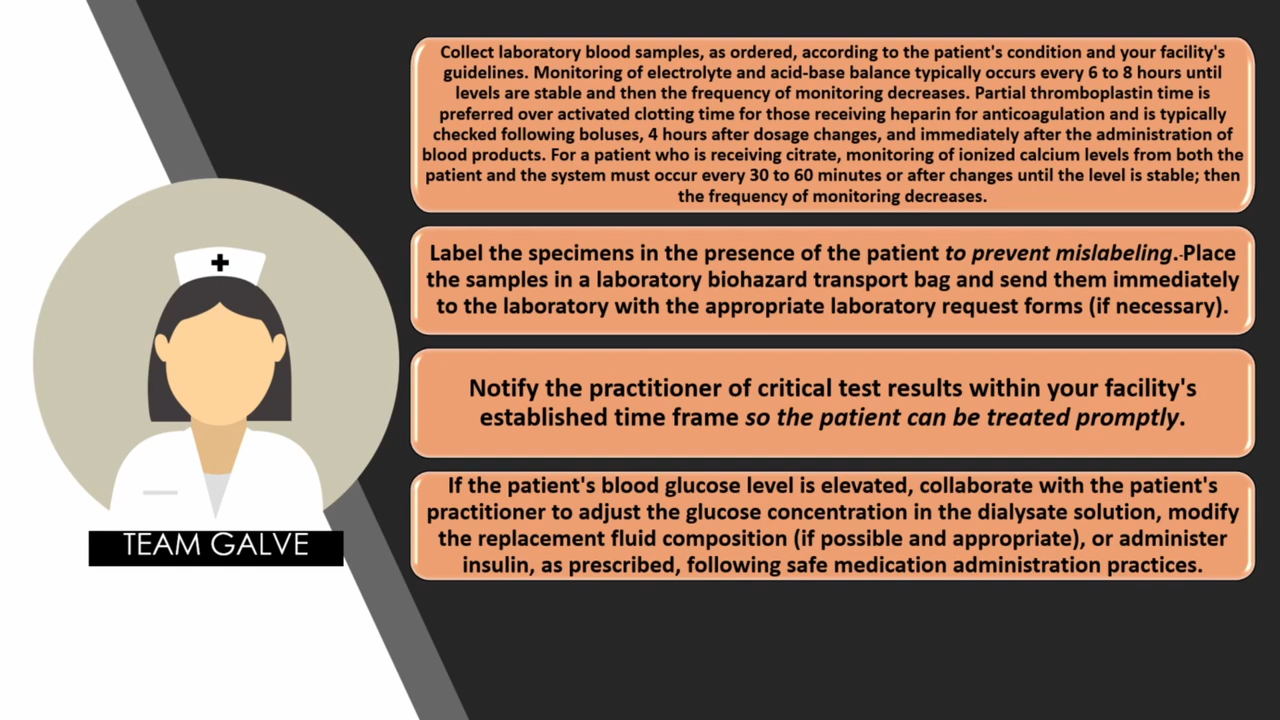 Collect laboratory blood samples, as ordered, according to the patient's condition and your facility's
guidelines. Monitoring of electrolyte and acid-base balance typically occurs every 6 to 8 hours until
levels are stable and then the frequency of monitoring decreases. Partial thromboplastin time is
preferred over activated clotting time for those receiving heparin for anticoagulation and is typically
checked following boluses, 4 hours after dosage changes, and immediately after the administration of
blood products. For a patient who is receiving citrate, monitoring of ionized calcium levels from both the
patient and the system must occur every 30 to 60 minutes or after changes until the level is stable; then
the frequency of monitoring decreases.
Label the specimens in the presence of the patient to prevent mislabeling. Place
the samples in a laboratory biohazard transport bag and send them immediately
to the laboratory with the appropriate laboratory request forms (if necessary).
Notify the practitioner of critical test results within your facility's
established time frame so the patient can be treated promptly.
If the patient's blood glucose level is elevated, collaborate with the patient's
practitioner to adjust the glucose concentration in the dialysate solution, modify
the replacement fluid composition (if possible and appropriate), or administer
insulin, as prescribed, following safe medication administration practices.
TEAM GALVE